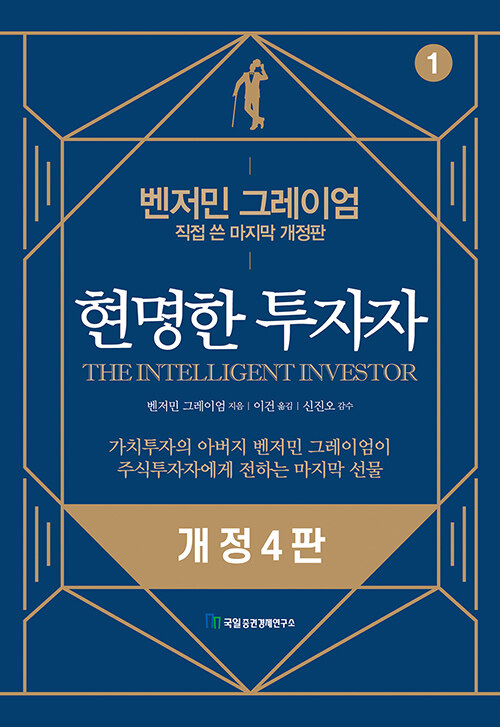 1
벤저민 그레이엄
직접 쓴 마지막 개정판
현명한 투자자
THE INTELLIGENT INVESTOR
벤저민 그레이엄 지음 | 이건 옮김 | 신진오 감수
가치투자의 아버지 벤저민 그레이엄이
주식투자자에게 전하는 마지막 선물
개정4판
국일증권경제연구소